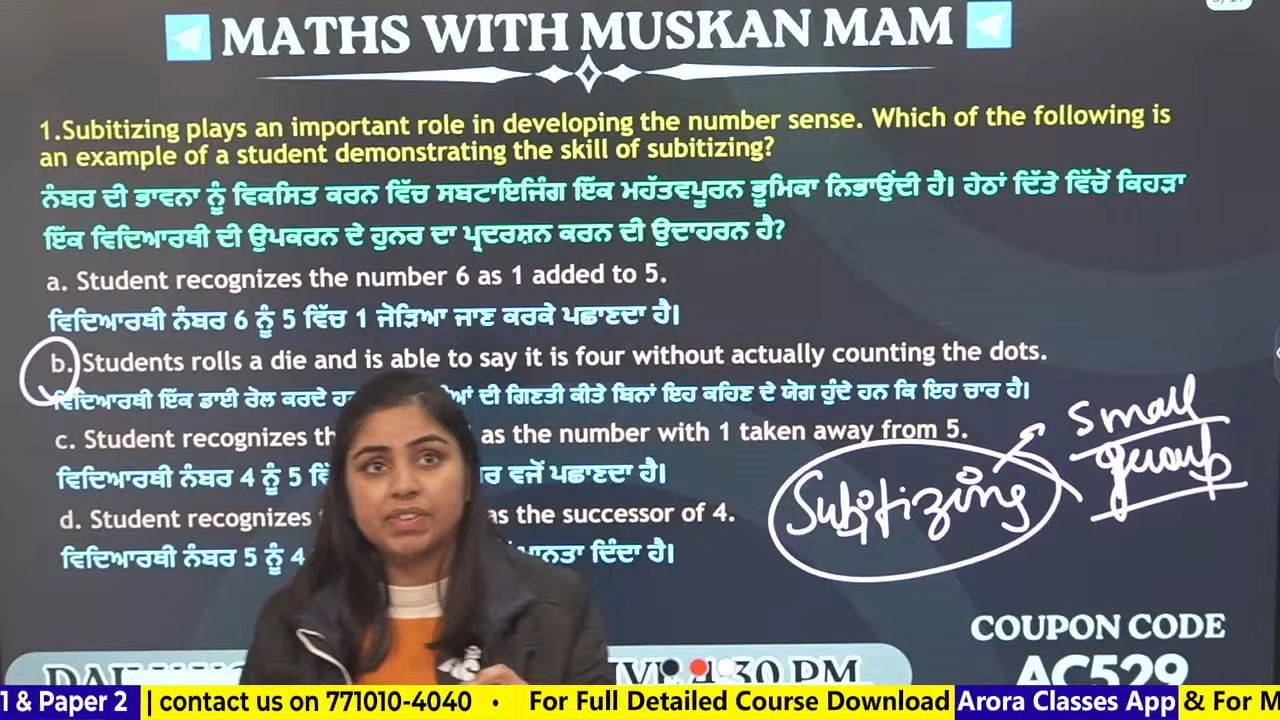 MATHS WITH MUSKAN MAM
1.Subitizing plays an important role in developing the number sense. Which of the following is
an example of a student demonstrating the skill of subitizing?
ਨੰਬਰ ਦੀ ਭਾਵਨਾ ਨੂੰ ਵਿਕਸਿਤ ਕਰਨ ਵਿੱਚ ਸਬਟਾਇਜਿੰਗ ਇੱਕ ਮਹੱਤਵਪੂਰਨ ਭੂਮਿਕਾ ਨਿਭਾਉਂਦੀ ਹੈ। ਹੇਠਾਂ ਦਿੱਤੇ ਵਿੱਚੋਂ ਕਿਹੜਾ
ਇੱਕ ਵਿਦਿਆਰਥੀ ਦੀ ਉਪਕਰਨ ਦੇ ਹੁਨਰ ਦਾ ਪ੍ਰਦਰਸ਼ਨ ਕਰਨ ਦੀ ਉਦਾਹਰਨ ਹੈ?
a. Student recognizes the number 6 as 1 added to 5.
ਵਿਦਿਆਰਥੀ ਨੰਬਰ 6 ਨੂੰ 5 ਵਿੱਚ 1 ਜੋੜਿਆ ਜਾਣ ਕਰਕੇ ਪਛਾਣਦਾ ਹੈ।
b. Students rolls a die and is able to say it is four without actually counting the dots.
ਵਿਦਿਆਰਥੀ ਇੱਕ ਡਾਈ ਰੋਲ ਕਰਦੇ ਦੀ ਗਿਣਤੀ ਕੀਤੇ ਬਿਨਾਂ ਇਹ ਕਹਿਣ ਦੇ ਯੋਗ ਹੁੰਦੇ ਹਨ ਕਿ ਇਹ ਚਾਰ ਹੈ।
c. Student recognizes as the number with 1 taken away from 5.
ਵਿਦਿਆਰਥੀ ਨੰਬਰ 4 ਨੂੰ 5 ਵਜੋਂ ਪਛਾਣਦਾ ਹੈ।
d. Student recognizes as the successor of 4.
ਵਿਦਿਆਰਥੀ ਨੰਬਰ 5 ਨੂੰ 4 ਦਿੰਦਾ ਹੈ।
Subitizing
small
group
COUPON CODE
AC529
30 PM
1 & Paper 2 | contact us on 771010-4040 • For Full Detailed Course Download Arora Classes App & For